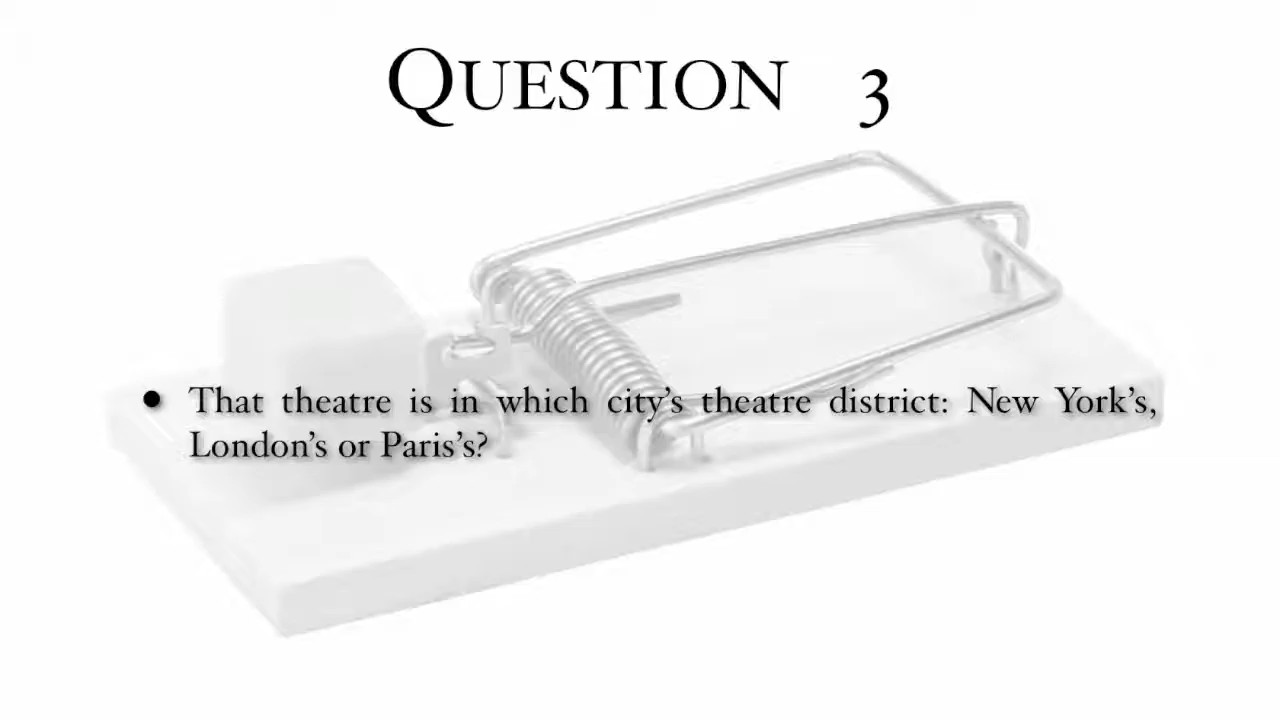 QUESTION 3
• That theatre is in which city’s theatre district: New York’s,
London’s or Paris’s?